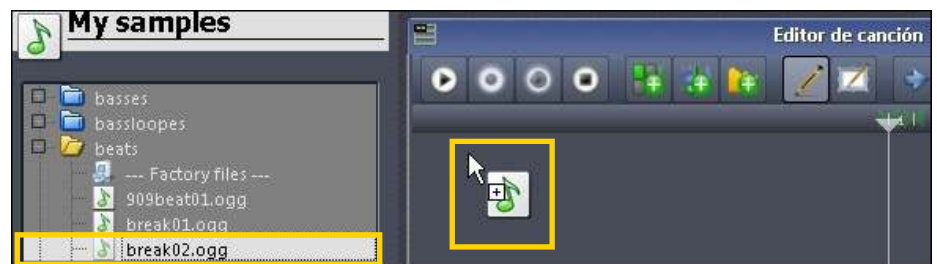 My samples
Editor de canción
basses
bassloopes
beats
--- Factory files ---
909beat01.ogg
break01.ogg
break02.ogg